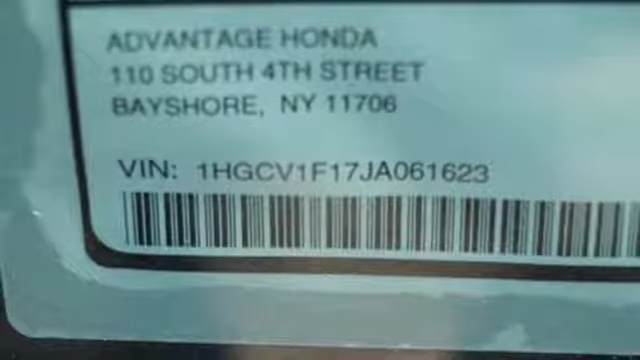 ADVANTAGE HONDA
110 SOUTH 4TH STREET
BAYSHORE, NY 11706
VIN: 1HGCV1F17JA061623